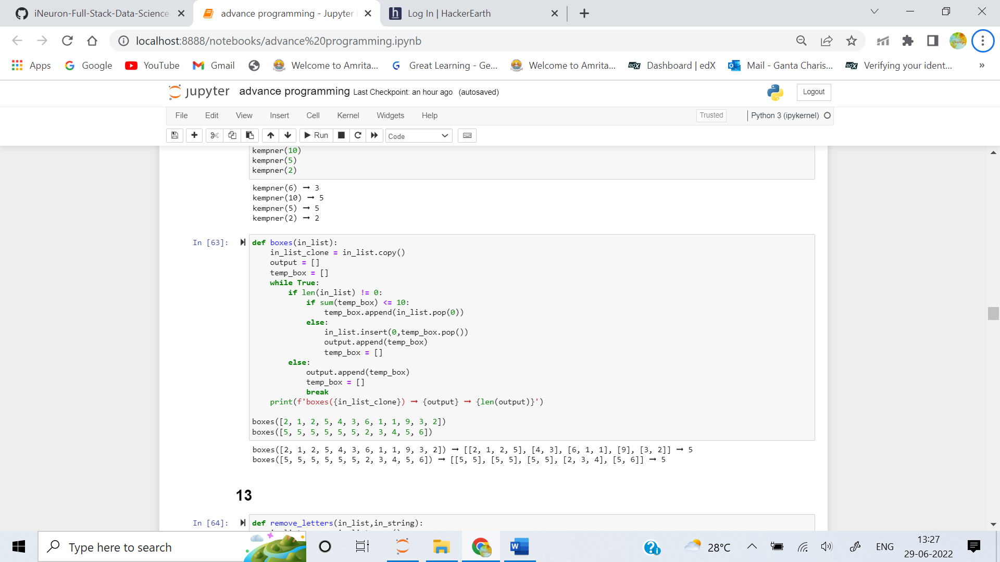 iNeuron-Full-Stack-Data-Science
advance programming - Jupyter
Log In | HackerEarth
localhost:8888/notebooks/advance%20programming.ipynb
Apps
Google
YouTube
Gmail
Welcome to Amrita...
Great Learning - Ge...
Welcome to Amrita...
Dashboard | edX
Mail - Ganta Charis...
Verifying your ident...
»
jupyter advance programming Last Checkpoint: an hour ago (autosaved)
Logout
File Edit View Insert Cell Kernel Widgets Help
Trusted
Python 3 (ipykernel)
Run
Code
kempner(10)
kempner(5)
kempner(2)
kempner(6) ➞ 3
kempner(10) ➞ 5
kempner(5) ➞ 5
kempner(2) ➞ 2
In [63]:
def boxes(in_list):
    in_list_clone = in_list.copy()
    output = []
    temp_box = []
    while True:
        if len(in_list) != 0:
            if sum(temp_box) <= 10:
                temp_box.append(in_list.pop(0))
            else:
                in_list.insert(0,temp_box.pop())
                output.append(temp_box)
                temp_box = []
        else:
            output.append(temp_box)
            temp_box = []
            break
    print(f'boxes({in_list_clone}) ➞ {output} ➞ {len(output)}')
boxes([2, 1, 2, 5, 4, 3, 6, 1, 1, 9, 3, 2])
boxes([5, 5, 5, 5, 5, 5, 2, 3, 4, 5, 6])
boxes([2, 1, 2, 5, 4, 3, 6, 1, 1, 9, 3, 2]) ➞ [[2, 1, 2, 5], [4, 3], [6, 1, 1], [9], [3, 2]] ➞ 5
boxes([5, 5, 5, 5, 5, 5, 2, 3, 4, 5, 6]) ➞ [[5, 5], [5, 5], [5, 5], [2, 3, 4], [5, 6]] ➞ 5
13
In [64]:
def remove_letters(in_list,in_string):
Type here to search
28°C
ENG
13:27
29-06-2022